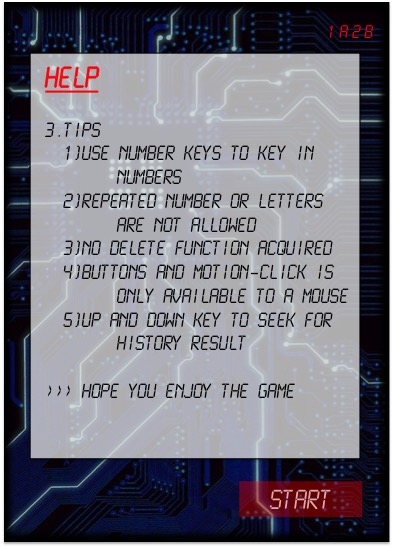 1A2B
HELP
3.TIPS
1)USE NUMBER KEYS TO KEY IN
NUMBERS
2)REPEATED NUMBER OR LETTERS
ARE NOT ALLOWED
3)NO DELETE FUNCTION ACQUIRED
4)BUTTONS AND MOTION-CLICK IS
ONLY AVAILABLE TO A MOUSE
5)UP AND DOWN KEY TO SEEK FOR
HISTORY RESULT
>>> HOPE YOU ENJOY THE GAME
START